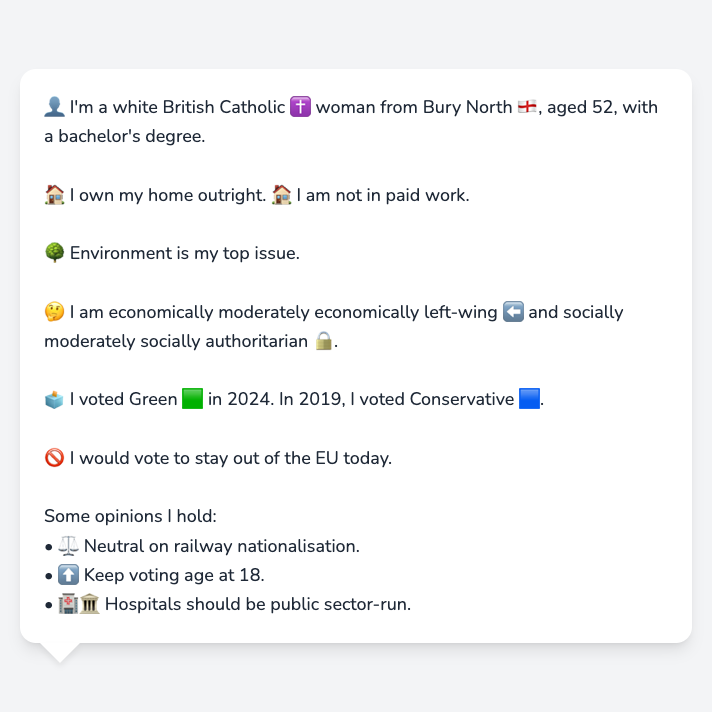 👤 I'm a white British Catholic ✝️ woman from Bury North 🏴󠁧󠁢󠁥󠁮󠁧󠁿, aged 52, with
a bachelor's degree.
🏠 I own my home outright. 🏠 I am not in paid work.
🌳 Environment is my top issue.
🤔 I am economically moderately economically left-wing ⬅️ and socially
moderately socially authoritarian 🔒.
🗳️ I voted Green 🟩 in 2024. In 2019, I voted Conservative 🟦.
🚫 I would vote to stay out of the EU today.
Some opinions I hold:
• ⚖️ Neutral on railway nationalisation.
• ⬆️ Keep voting age at 18.
• 🏥🏛️ Hospitals should be public sector-run.